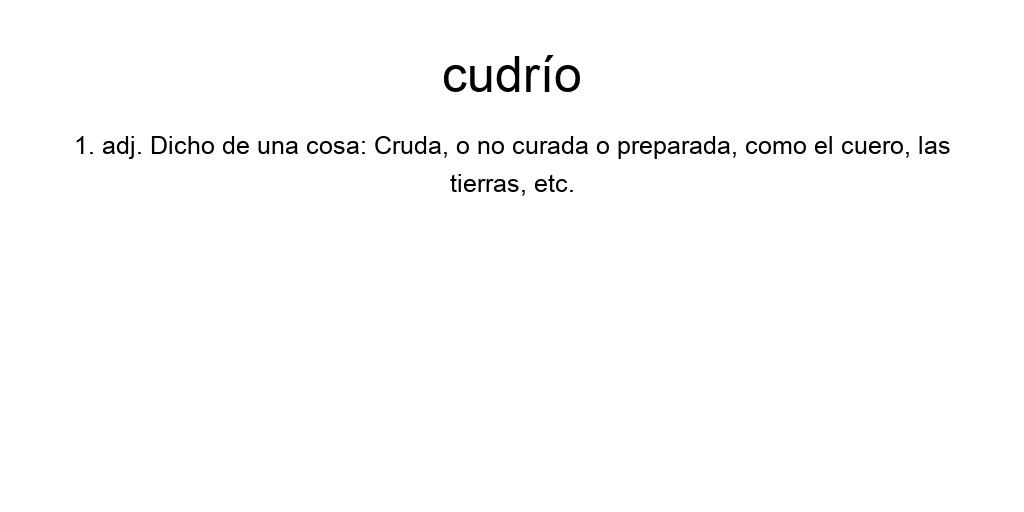 cudrío
1. adj. Dicho de una cosa: Cruda, o no curada o preparada, como el cuero, las
tierras, etc.